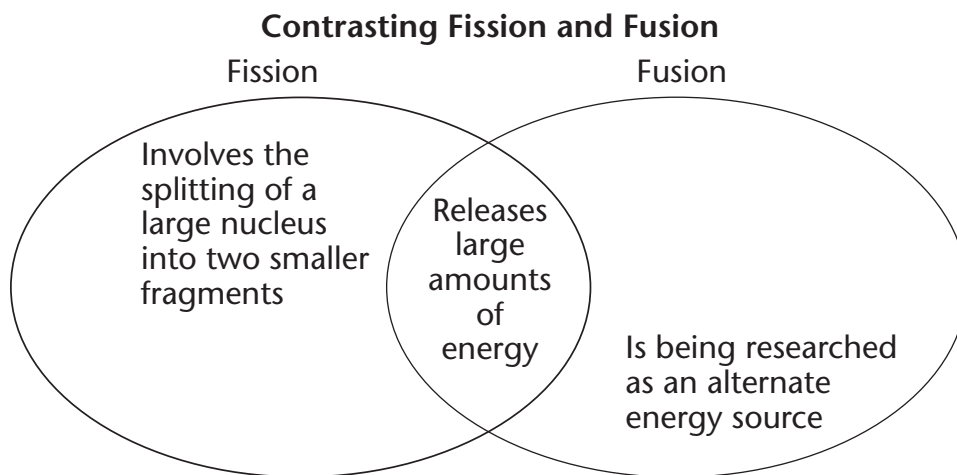 Contrasting Fission and Fusion
Fission
Fusion
Involves the
splitting of a
large nucleus
into two smaller
fragments
Releases
large
amounts
of
energy
Is being researched
as an alternate
energy source